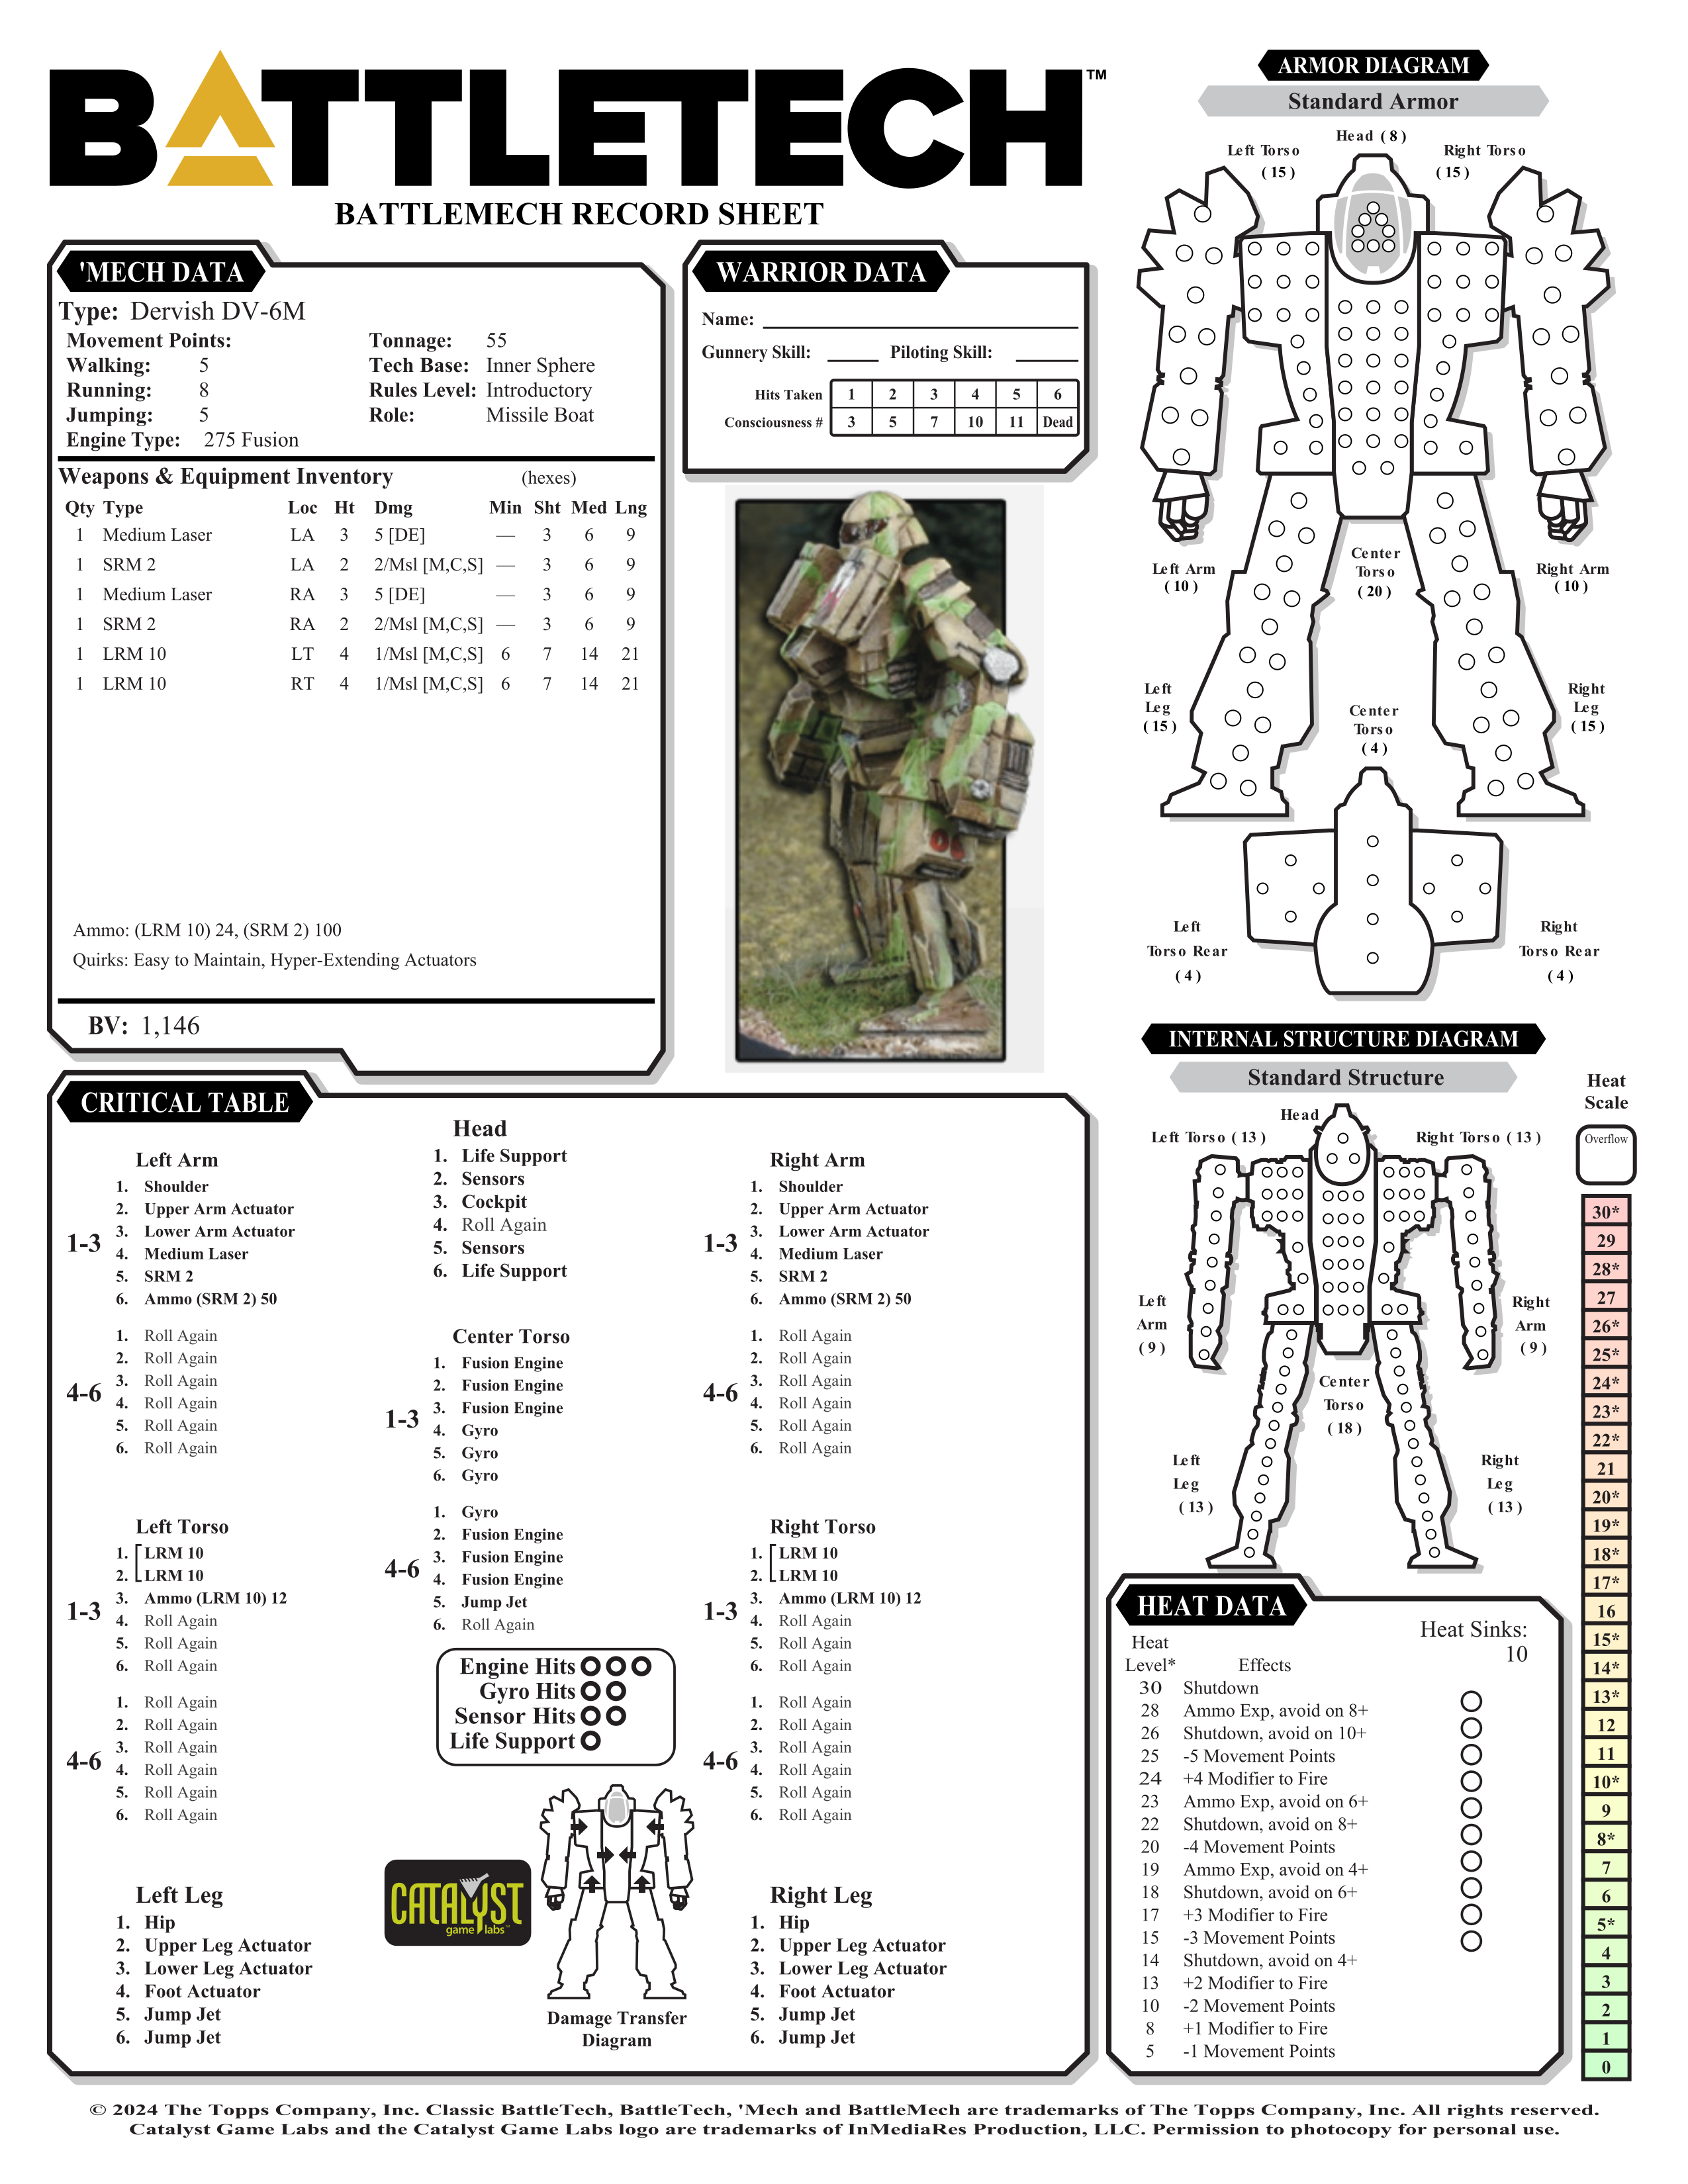 BATTLETECH™
BATTLEMECH RECORD SHEET
'MECH DATA
Type: Dervish DV-6M
Movement Points:
Walking: 5
Running: 8
Jumping: 5
Engine Type: 275 Fusion
Tonnage: 55
Tech Base: Inner Sphere
Rules Level: Introductory
Role: Missile Boat
Weapons & Equipment Inventory (hexes)
Qty Type Loc Ht Dmg Min Sht Med Lng
1 Medium Laser LA 3 5 [DE] — 3 6 9
1 SRM 2 LA 2 2/Msl [M,C,S] — 3 6 9
1 Medium Laser RA 3 5 [DE] — 3 6 9
1 SRM 2 RA 2 2/Msl [M,C,S] — 3 6 9
1 LRM 10 LT 4 1/Msl [M,C,S] 6 7 14 21
1 LRM 10 RT 4 1/Msl [M,C,S] 6 7 14 21
Ammo: (LRM 10) 24, (SRM 2) 100
Quirks: Easy to Maintain, Hyper-Extending Actuators
BV: 1,146
WARRIOR DATA
Name:
Gunnery Skill: Piloting Skill:
Hits Taken 1 2 3 4 5 6
Consciousness # 3 5 7 10 11 Dead
ARMOR DIAGRAM
Standard Armor
Head ( 8 )
Left Torso
( 15 )
Right Torso
( 15 )
Left Arm
( 10 )
Center
Torso
( 20 )
Right Arm
( 10 )
Left
Leg
( 15 )
Center
Torso
( 4 )
Right
Leg
( 15 )
Left
Torso Rear
( 4 )
Right
Torso Rear
( 4 )
INTERNAL STRUCTURE DIAGRAM
Standard Structure
Head
Left Torso ( 13 )
Right Torso ( 13 )
Left
Arm
( 9 )
Right
Arm
( 9 )
Center
Torso
( 18 )
Left
Leg
( 13 )
Right
Leg
( 13 )
Heat
Scale
Overflow
30*
29
28*
27
26*
25*
24*
23*
22*
21
20*
19*
18*
17*
16
15*
14*
13*
12
11
10*
9
8*
7
6
5*
4
3
2
1
0
CRITICAL TABLE
Left Arm
1-3
1. Shoulder
2. Upper Arm Actuator
3. Lower Arm Actuator
4. Medium Laser
5. SRM 2
6. Ammo (SRM 2) 50
4-6
1. Roll Again
2. Roll Again
3. Roll Again
4. Roll Again
5. Roll Again
6. Roll Again
Left Torso
1-3
1. LRM 10
2. LRM 10
3. Ammo (LRM 10) 12
4. Roll Again
5. Roll Again
6. Roll Again
4-6
1. Roll Again
2. Roll Again
3. Roll Again
4. Roll Again
5. Roll Again
6. Roll Again
Left Leg
1. Hip
2. Upper Leg Actuator
3. Lower Leg Actuator
4. Foot Actuator
5. Jump Jet
6. Jump Jet
Head
1. Life Support
2. Sensors
3. Cockpit
4. Roll Again
5. Sensors
6. Life Support
Center Torso
1-3
1. Fusion Engine
2. Fusion Engine
3. Fusion Engine
4. Gyro
5. Gyro
6. Gyro
4-6
1. Gyro
2. Fusion Engine
3. Fusion Engine
4. Fusion Engine
5. Jump Jet
6. Roll Again
Engine Hits
Gyro Hits
Sensor Hits
Life Support
CATALYST
game labs™
Damage Transfer
Diagram
Right Arm
1-3
1. Shoulder
2. Upper Arm Actuator
3. Lower Arm Actuator
4. Medium Laser
5. SRM 2
6. Ammo (SRM 2) 50
4-6
1. Roll Again
2. Roll Again
3. Roll Again
4. Roll Again
5. Roll Again
6. Roll Again
Right Torso
1-3
1. LRM 10
2. LRM 10
3. Ammo (LRM 10) 12
4. Roll Again
5. Roll Again
6. Roll Again
4-6
1. Roll Again
2. Roll Again
3. Roll Again
4. Roll Again
5. Roll Again
6. Roll Again
Right Leg
1. Hip
2. Upper Leg Actuator
3. Lower Leg Actuator
4. Foot Actuator
5. Jump Jet
6. Jump Jet
HEAT DATA
Heat Sinks:
10
Heat
Level* Effects
30 Shutdown
28 Ammo Exp, avoid on 8+
26 Shutdown, avoid on 10+
25 -5 Movement Points
24 +4 Modifier to Fire
23 Ammo Exp, avoid on 6+
22 Shutdown, avoid on 8+
20 -4 Movement Points
19 Ammo Exp, avoid on 4+
18 Shutdown, avoid on 6+
17 +3 Modifier to Fire
15 -3 Movement Points
14 Shutdown, avoid on 4+
13 +2 Modifier to Fire
10 -2 Movement Points
8 +1 Modifier to Fire
5 -1 Movement Points
© 2024 The Topps Company, Inc. Classic BattleTech, BattleTech, 'Mech and BattleMech are trademarks of The Topps Company, Inc. All rights reserved.
Catalyst Game Labs and the Catalyst Game Labs logo are trademarks of InMediaRes Production, LLC. Permission to photocopy for personal use.